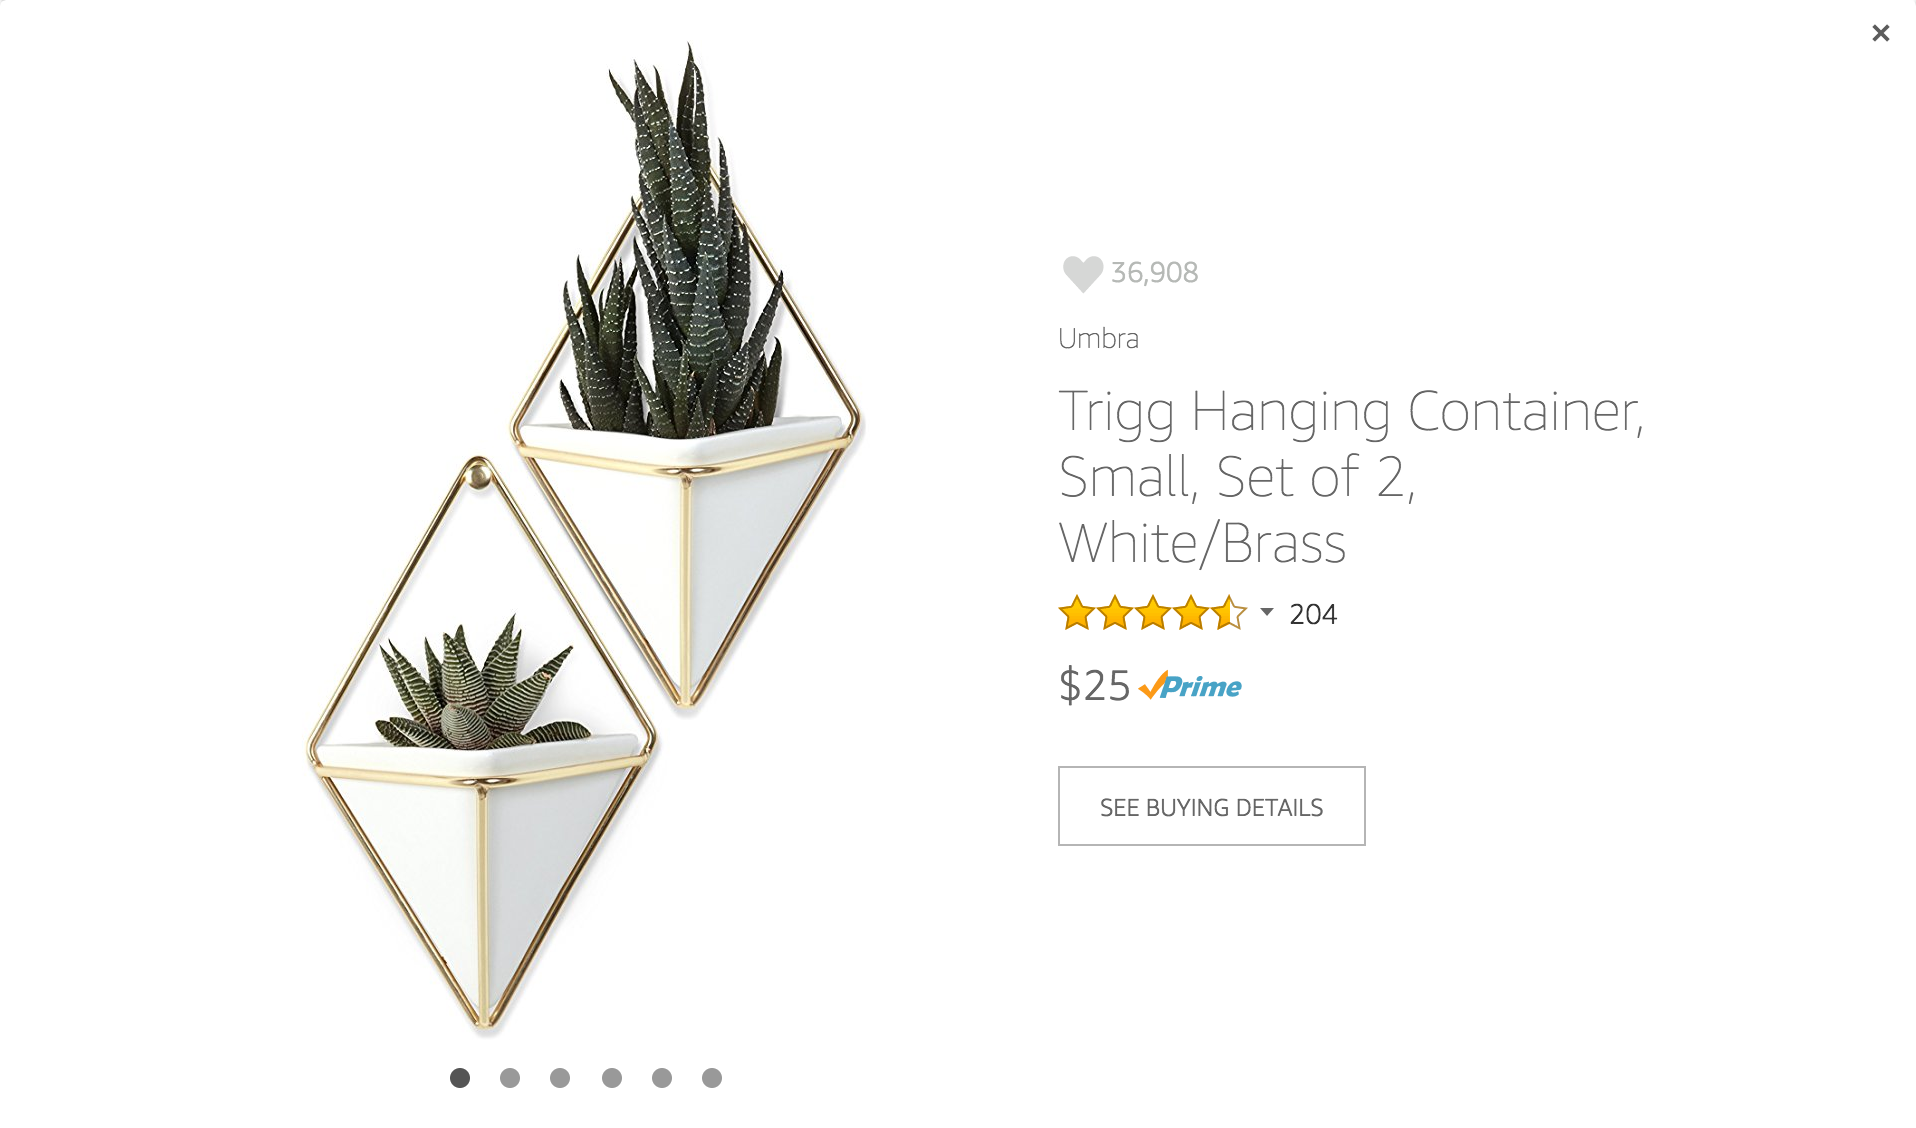 36,908
Umbra
Trigg Hanging Container,
Small, Set of 2,
White/Brass
204
$25 Prime
SEE BUYING DETAILS